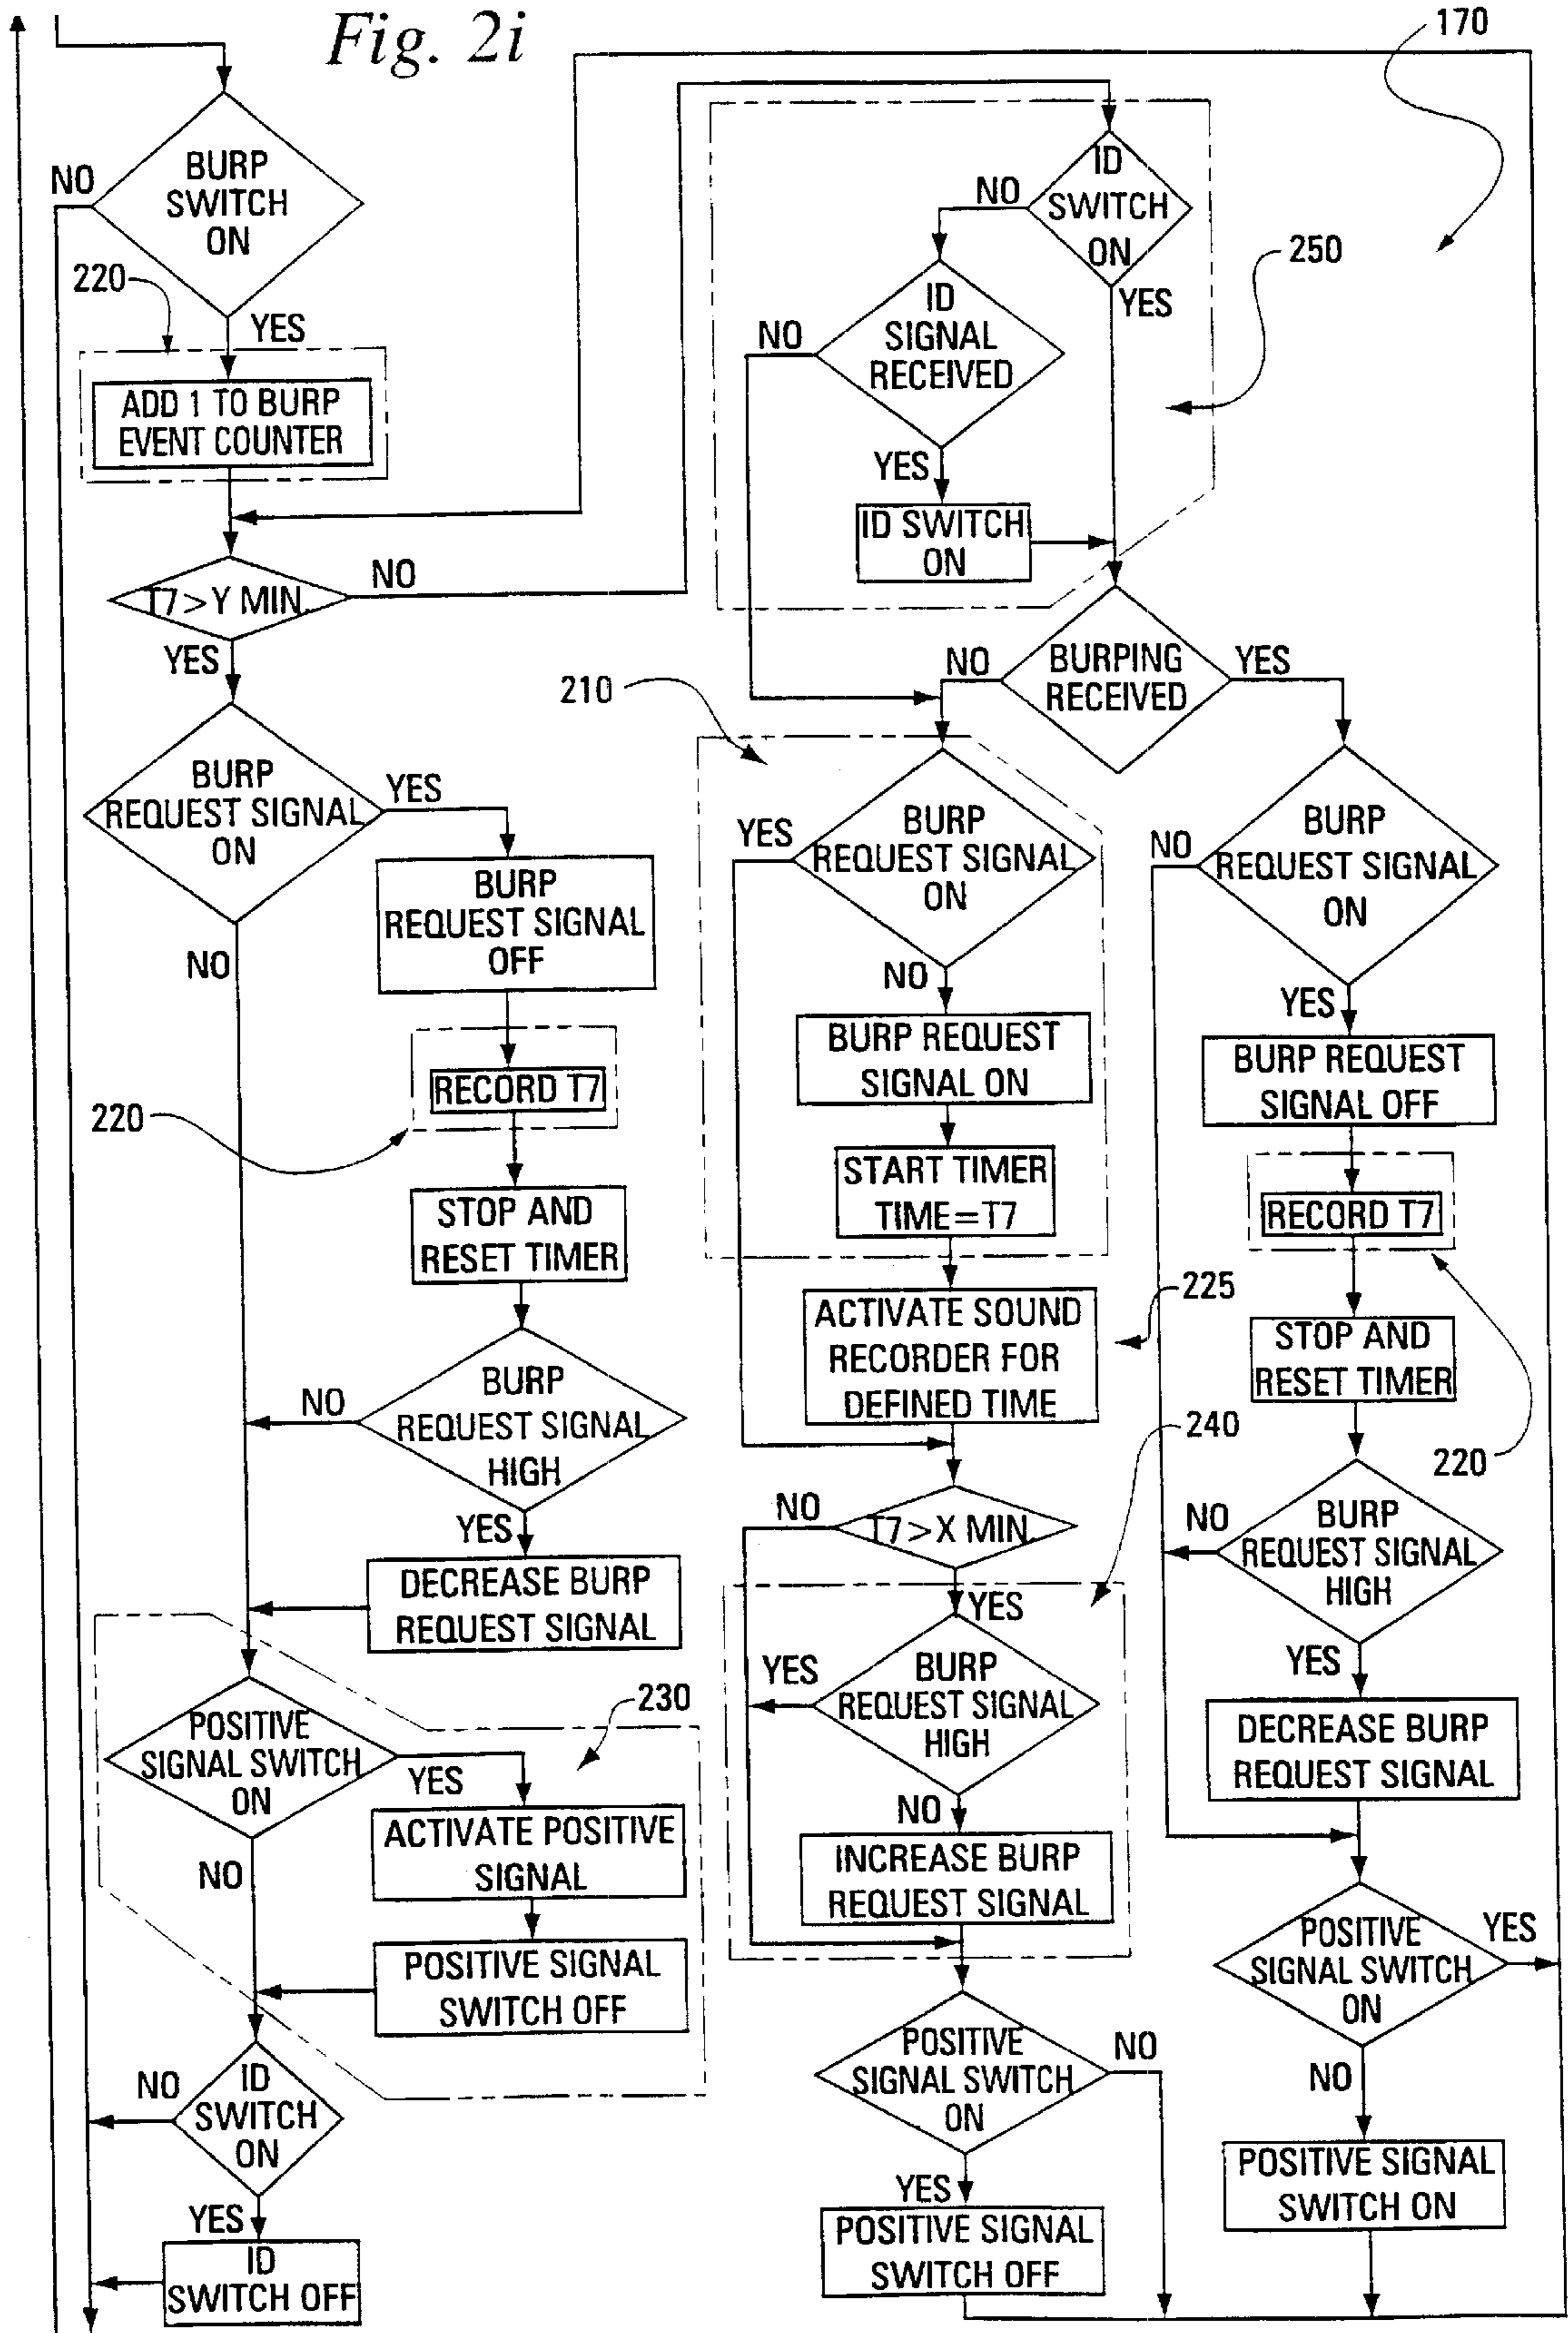 Fig. 2i
170
BURP
SWITCH
ON
NO
YES
220
ADD 1 TO BURP
EVENT COUNTER
T7 > Y MIN.
NO
YES
BURP
REQUEST SIGNAL
ON
YES
NO
BURP
REQUEST SIGNAL
OFF
RECORD T7
220
STOP AND
RESET TIMER
BURP
REQUEST SIGNAL
HIGH
NO
YES
DECREASE BURP
REQUEST SIGNAL
POSITIVE
SIGNAL SWITCH
ON
YES
NO
230
ACTIVATE POSITIVE
SIGNAL
POSITIVE SIGNAL
SWITCH OFF
ID
SWITCH
ON
NO
YES
ID
SWITCH OFF
ID
SWITCH
ON
NO
YES
250
ID
SIGNAL
RECEIVED
NO
YES
ID SWITCH
ON
BURPING
RECEIVED
NO
YES
210
BURP
REQUEST SIGNAL
ON
YES
NO
BURP REQUEST
SIGNAL ON
START TIMER
TIME=T7
ACTIVATE SOUND
RECORDER FOR
DEFINED TIME
225
T7 > X MIN.
NO
YES
240
BURP
REQUEST SIGNAL
HIGH
YES
NO
INCREASE BURP
REQUEST SIGNAL
POSITIVE
SIGNAL SWITCH
ON
NO
YES
POSITIVE SIGNAL
SWITCH OFF
BURP
REQUEST SIGNAL
ON
NO
YES
BURP REQUEST
SIGNAL OFF
RECORD T7
220
STOP AND
RESET TIMER
BURP
REQUEST SIGNAL
HIGH
NO
YES
DECREASE BURP
REQUEST SIGNAL
POSITIVE
SIGNAL SWITCH
ON
YES
NO
POSITIVE SIGNAL
SWITCH ON